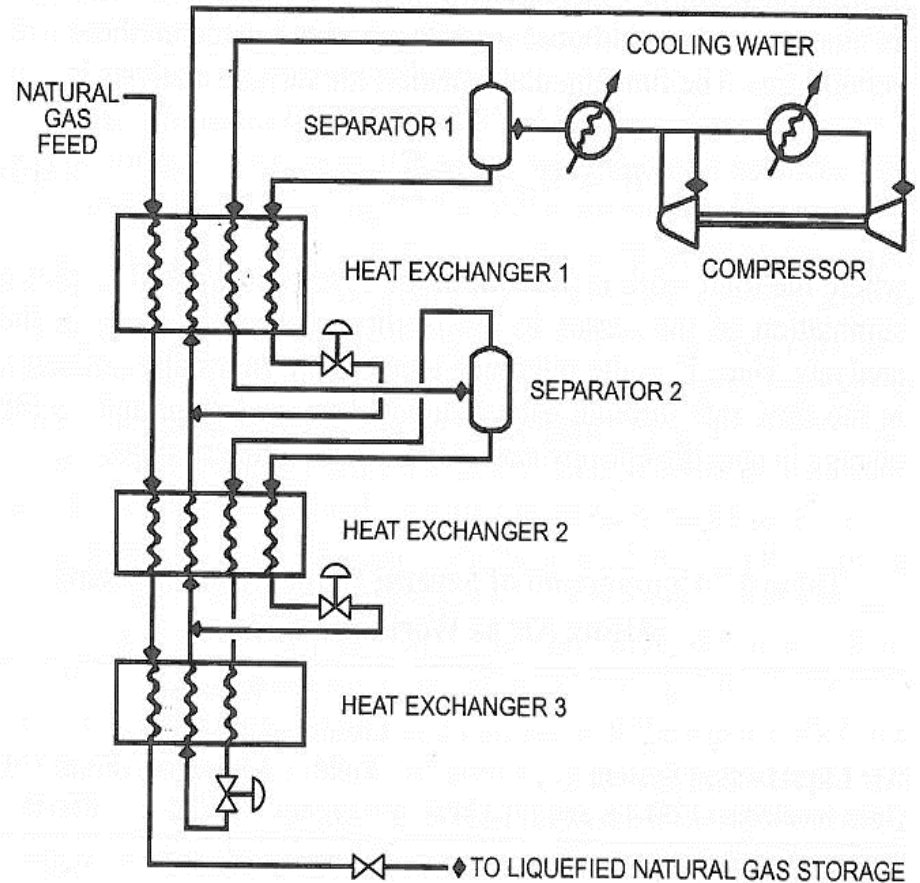 COOLING WATER
NATURAL
GAS
FEED
SEPARATOR 1
HEAT EXCHANGER 1
COMPRESSOR
SEPARATOR 2
HEAT EXCHANGER 2
HEAT EXCHANGER 3
TO LIQUEFIED NATURAL GAS STORAGE